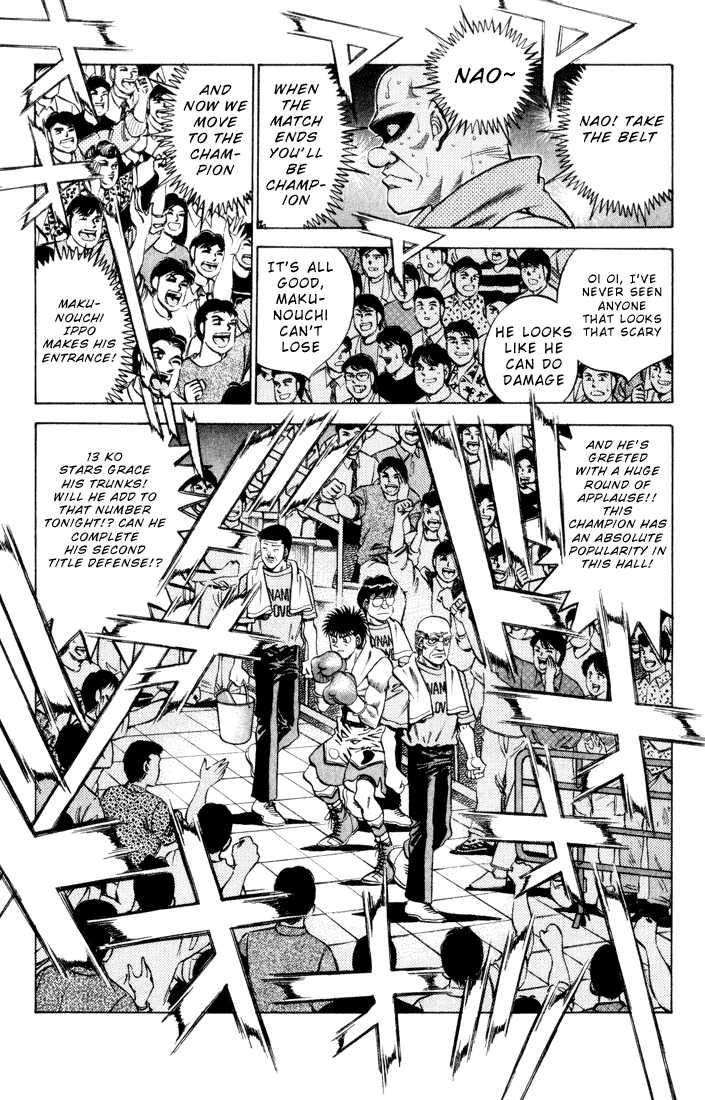 NAO! TAKE
THE BELT
NAO~
WHEN
THE
MATCH
ENDS
YOU'LL
BE
CHAMP-
ION
AND
NOW WE
MOVE
TO THE
CHAM-
PION
OI OI, I'VE
NEVER SEEN
ANYONE
THAT LOOKS
THAT SCARY
HE LOOKS
LIKE HE
CAN DO
DAMAGE
IT'S ALL
GOOD,
MAKU-
NOUCHI
CAN'T
LOSE
MAKU-
NOUCHI
IPPO
MAKES HIS
ENTRANCE!
AND HE'S
GREETED
WITH A HUGE
ROUND OF
APPLAUSE!!
THIS
CHAMPION HAS
AN ABSOLUTE
POPULARITY IN
THIS HALL!
13 KO
STARS GRACE
HIS TRUNKS!
WILL HE ADD TO
THAT NUMBER
TONIGHT!? CAN HE
COMPLETE
HIS SECOND
TITLE DEFENSE!?